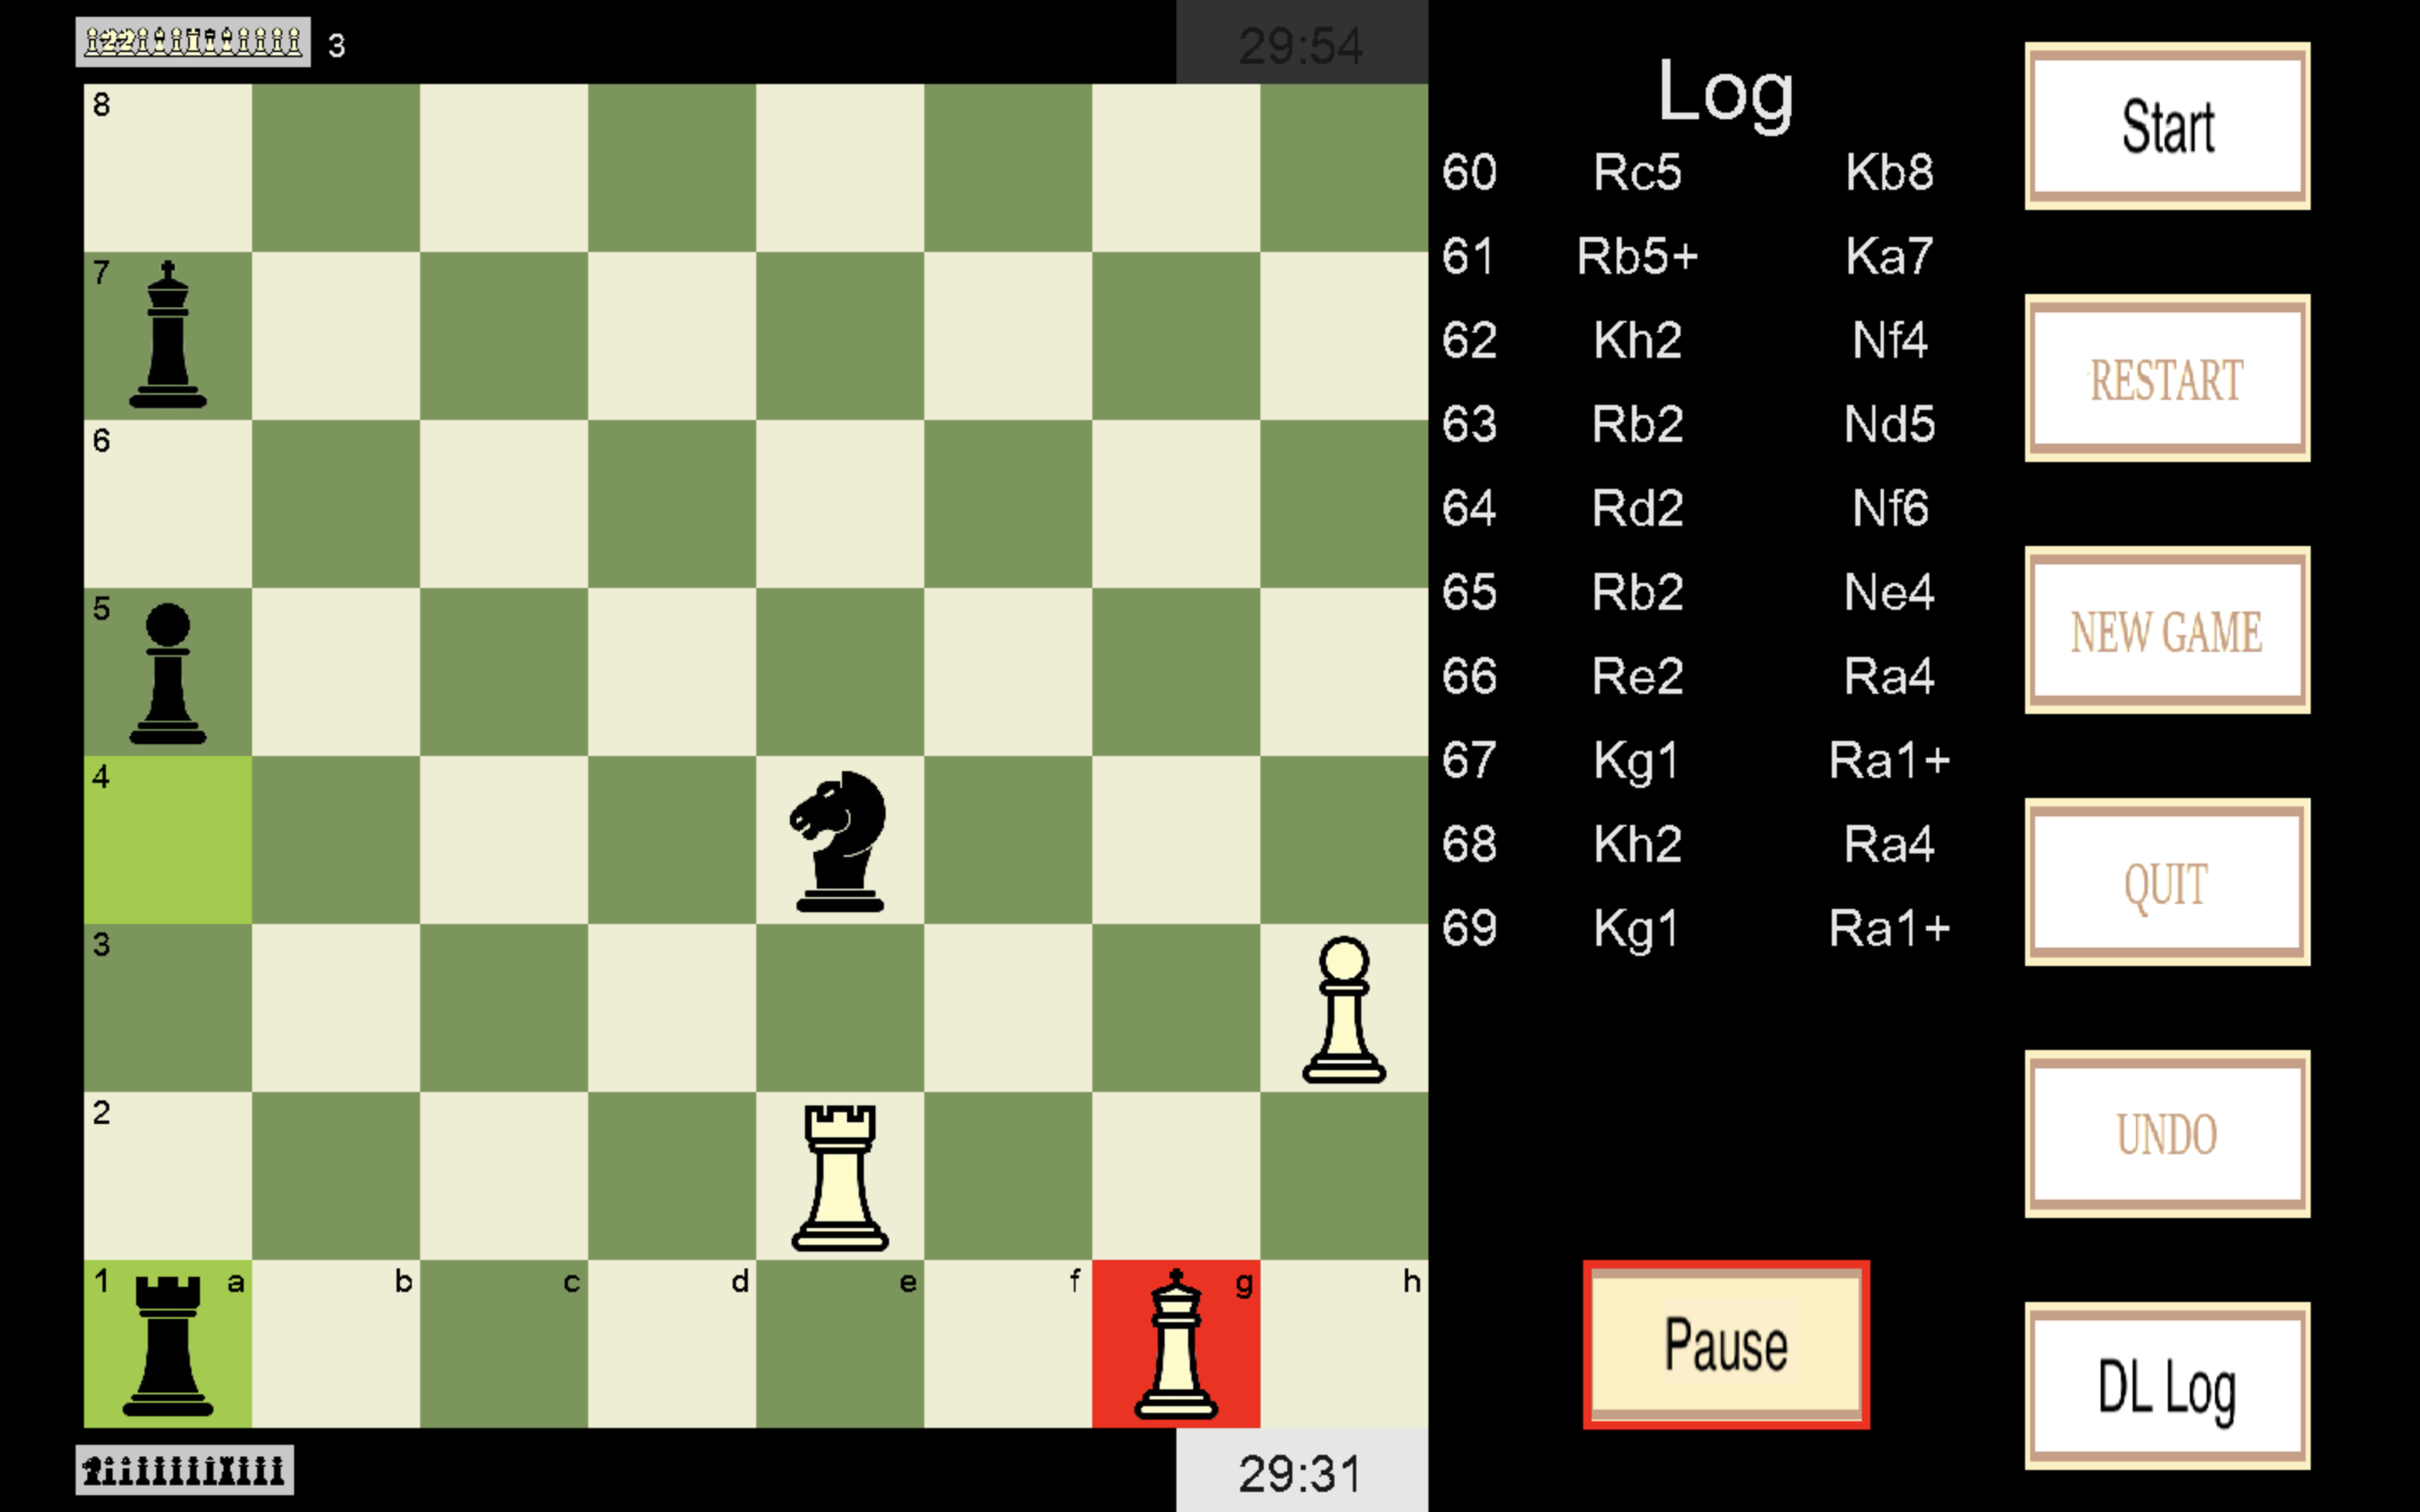 3
29:54
8
7
6
5
4
3
2
1 a b c d e f g h
29:31
Log
60 Rc5 Kb8
61 Rb5+ Ka7
62 Kh2 Nf4
63 Rb2 Nd5
64 Rd2 Nf6
65 Rb2 Ne4
66 Re2 Ra4
67 Kg1 Ra1+
68 Kh2 Ra4
69 Kg1 Ra1+
Pause
Start
RESTART
NEW GAME
QUIT
UNDO
DL Log